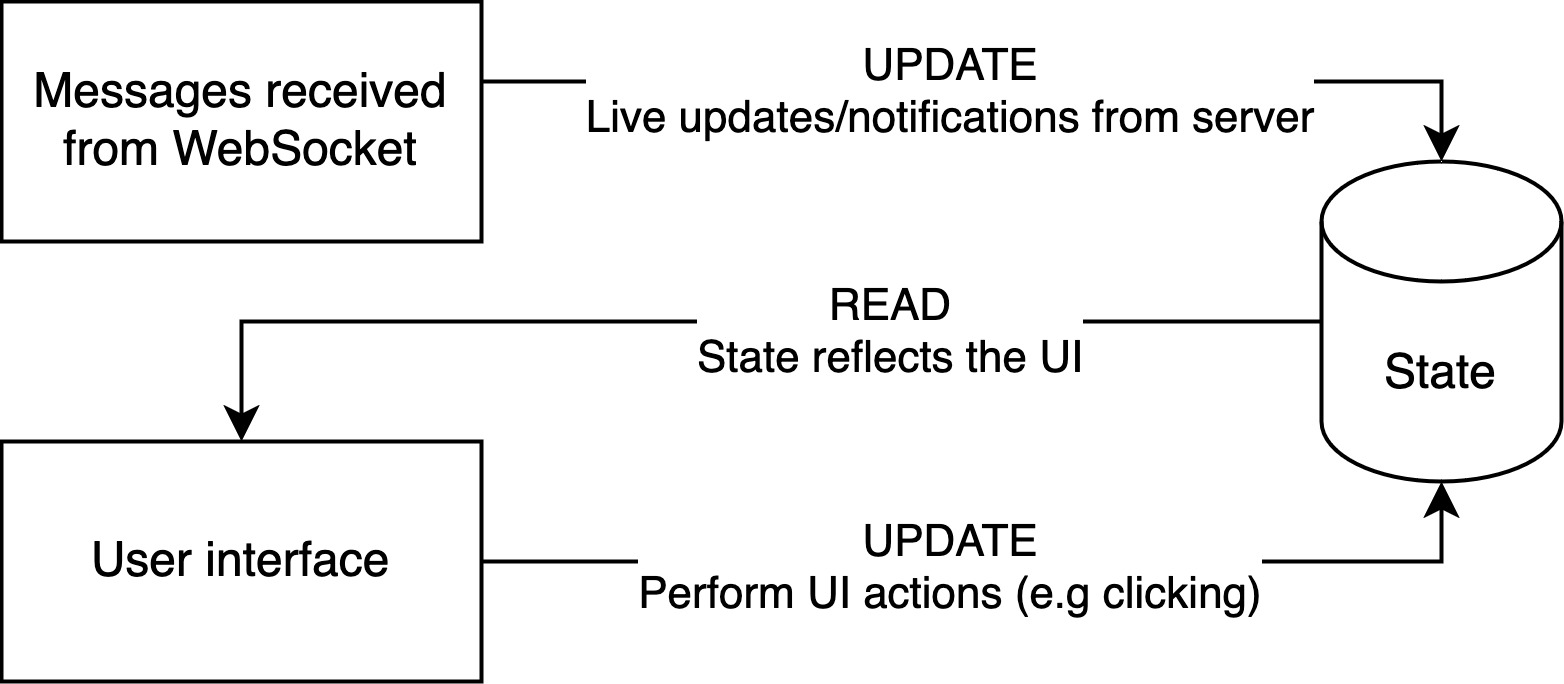 Messages received
from WebSocket
UPDATE
Live updates/notifications from server
READ
State reflects the UI
State
User interface
UPDATE
Perform UI actions (e.g clicking)